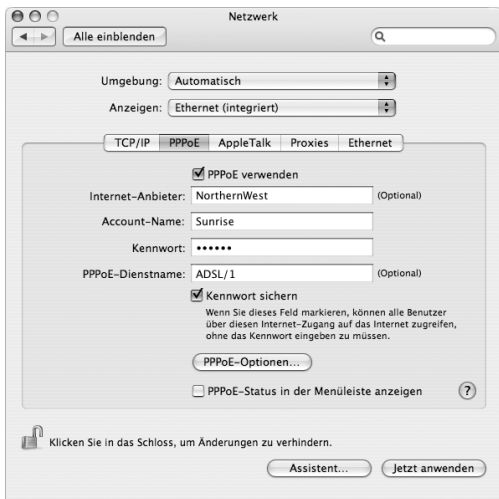 Netzwerk
Alle einblenden
Umgebung: Automatisch
Anzeigen: Ethernet (integriert)
TCP/IP PPPoE AppleTalk Proxies Ethernet
PPPoE verwenden
Internet-Anbieter: NorthernWest (Optional)
Account-Name: Sunrise
Kennwort: ••••••
PPPoE-Dienstname: ADSL/1 (Optional)
Kennwort sichern
Wenn Sie dieses Feld markieren, können alle Benutzer
über diesen Internet-Zugang auf das Internet zugreifen,
ohne das Kennwort eingeben zu müssen.
PPPoE-Optionen...
PPPoE-Status in der Menüleiste anzeigen ?
Klicken Sie in das Schloss, um Änderungen zu verhindern.
Assistent... Jetzt anwenden